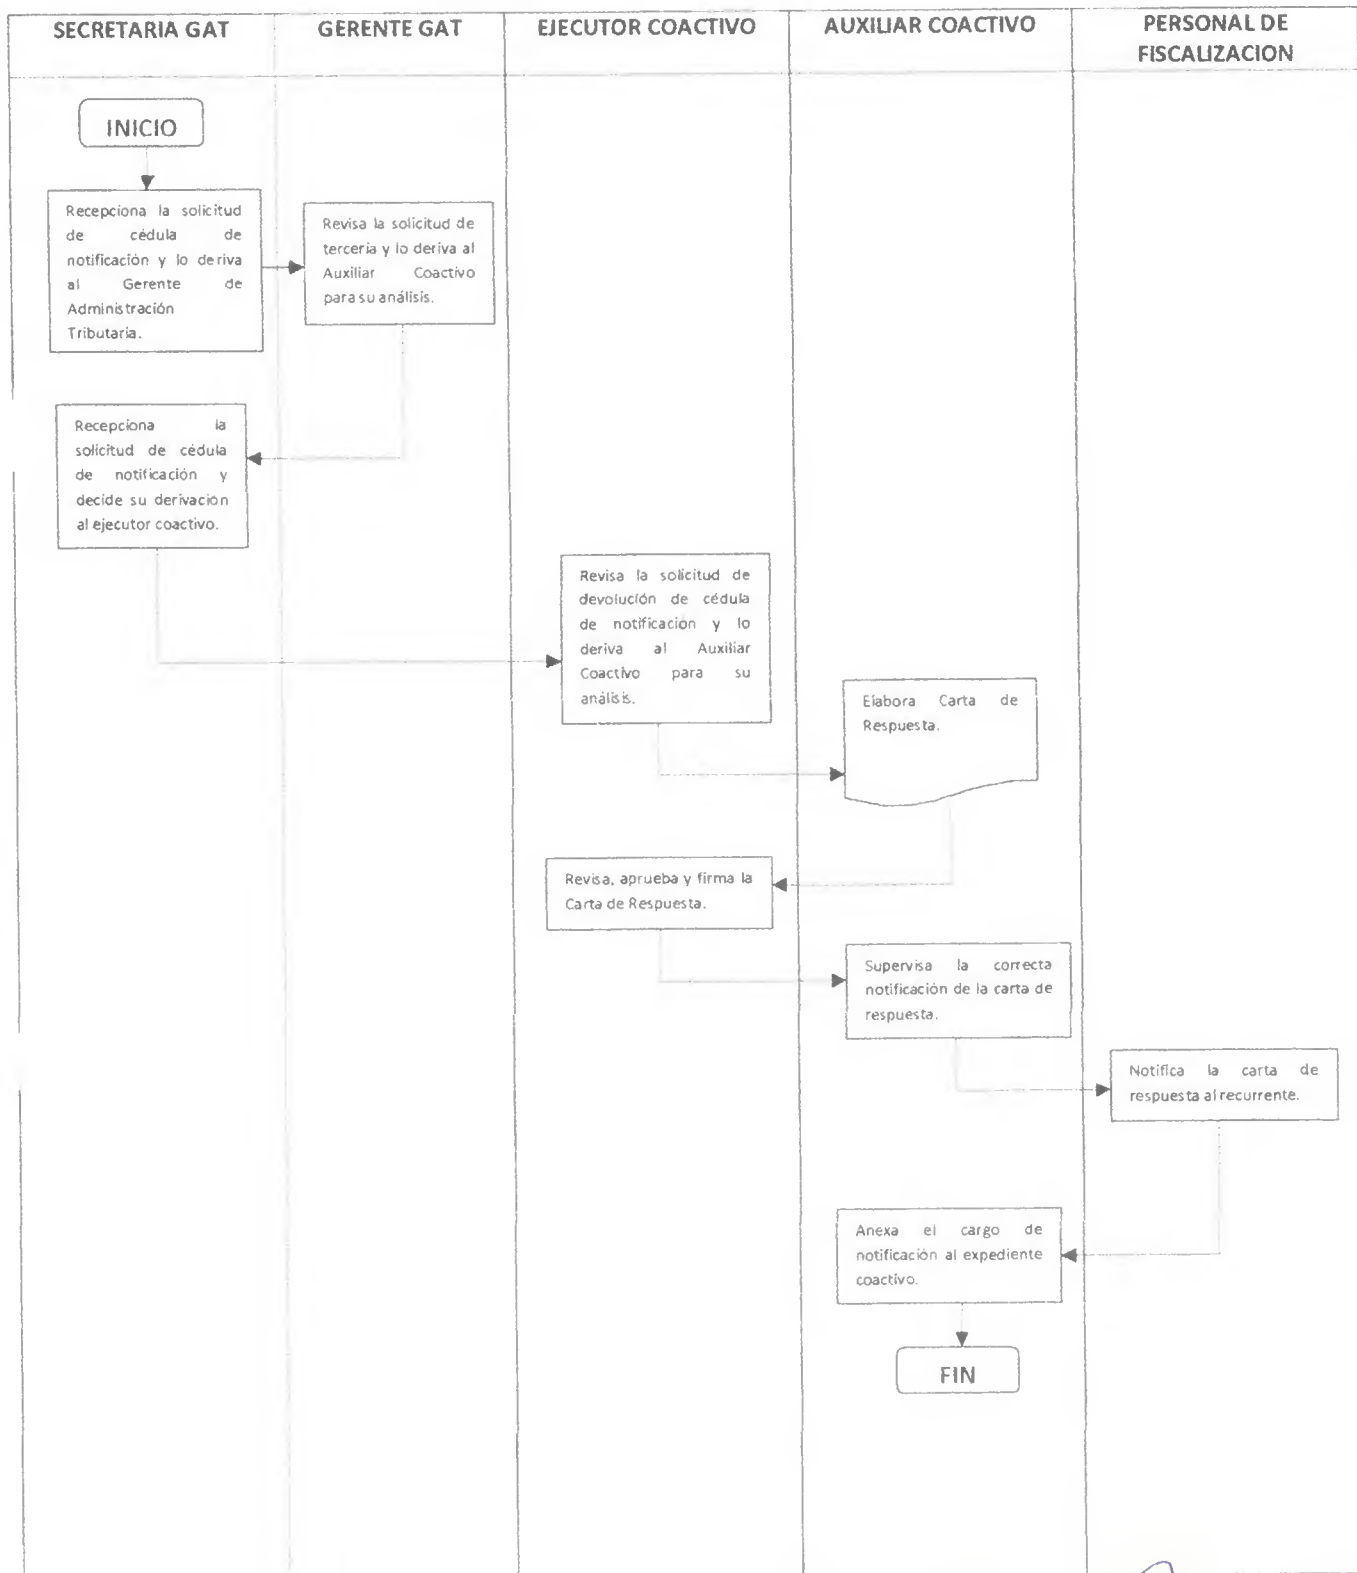 SECRETARIA GAT
GERENTE GAT
EJECUTOR COACTIVO
AUXILIAR COACTIVO
PERSONAL DE
FISCALIZACION
INICIO
Recepciona la solicitud
de cédula de
notificación y lo deriva
al Gerente de
Administración
Tributaria.
Revisa la solicitud de
tercería y lo deriva al
Auxiliar Coactivo
para su análisis.
Recepciona la
solicitud de cédula
de notificación y
decide su derivación
al ejecutor coactivo.
Revisa la solicitud de
devolución de cédula
de notificación y lo
deriva al Auxiliar
Coactivo para su
análisis.
Elabora Carta de
Respuesta.
Revisa, aprueba y firma la
Carta de Respuesta.
Supervisa la correcta
notificación de la carta de
respuesta.
Notifica la carta de
respuesta al recurrente.
Anexa el cargo de
notificación al expediente
coactivo.
FIN